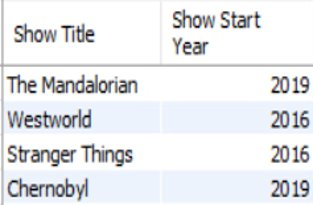 Show Title Show Start
Year
The Mandalorian 2019
Westworld 2016
Stranger Things 2016
Chernobyl 2019